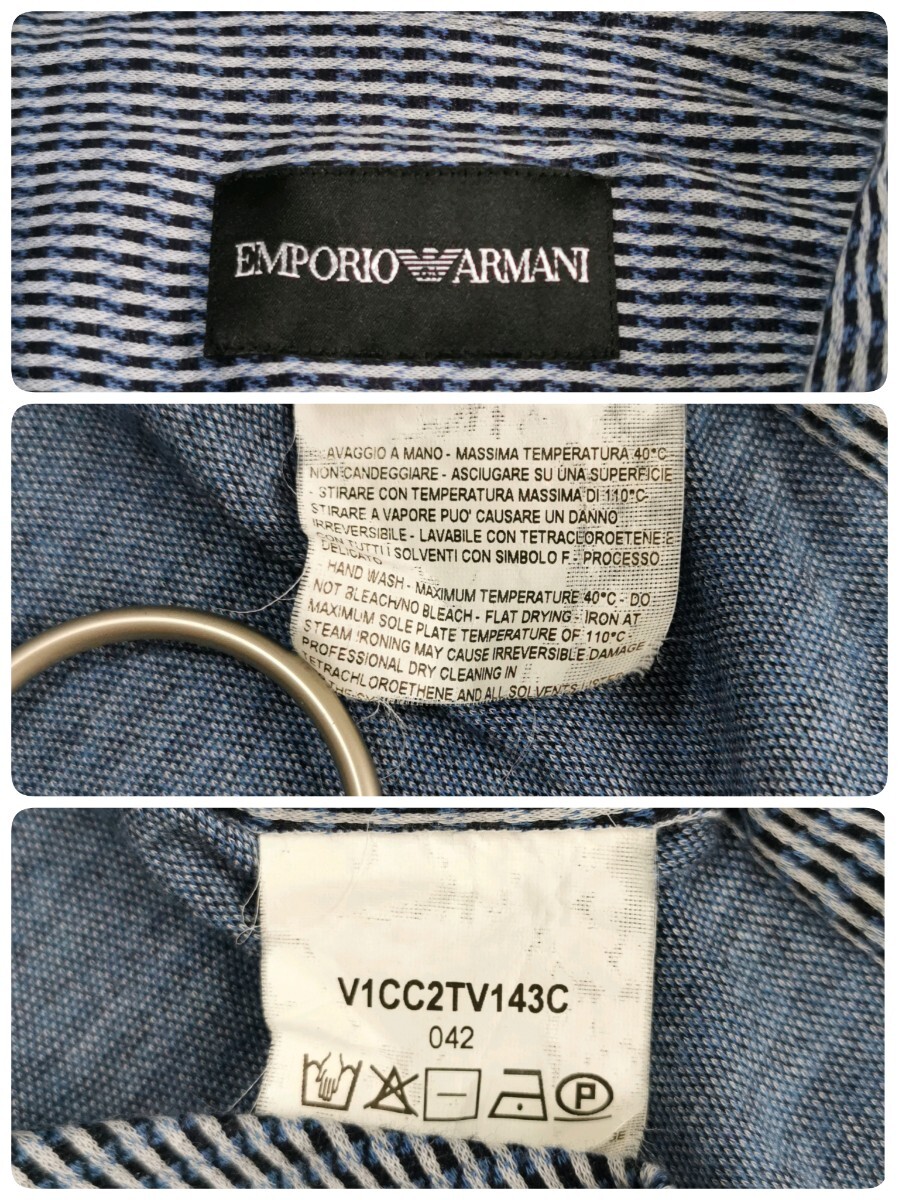 EMPORIO ARMANI
LAVAGGIO A MANO - MASSIMA TEMPERATURA 40°C
NON CANDEGGIARE - ASCIUGARE SU UNA SUPERFICIE
- STIRARE CON TEMPERATURA MASSIMA DI 110°C-
STIRARE A VAPORE PUO' CAUSARE UN DANNO
IRREVERSIBILE - LAVABILE CON TETRACLOROETENE E
CON TUTTI I SOLVENTI CON SIMBOLO F - PROCESSO
DELICATO
HAND WASH - MAXIMUM TEMPERATURE 40°C - DO
NOT BLEACH/NO BLEACH - FLAT DRYING - IRON AT
MAXIMUM SOLE PLATE TEMPERATURE OF 110°C -
STEAM IRONING MAY CAUSE IRREVERSIBLE DAMAGE
PROFESSIONAL DRY CLEANING IN
TETRACHLOROETHENE AND ALL SOLVENTS
V1CC2TV143C
042
P